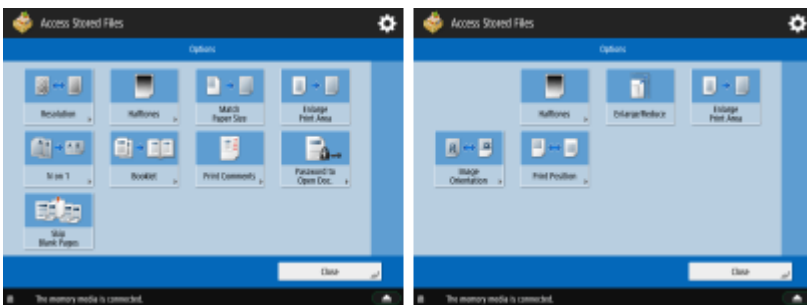 Access Stored Files
Options
Resolution
Halftones
Match
Paper Size
Enlarge
Print Area
N on 1
Booklet
Print Comments
Password to
Open Doc.
Skip
Blank Pages
Close
The memory media is connected.
Access Stored Files
Options
Halftones
Enlarge/Reduce
Enlarge
Print Area
Image
Orientation
Print Position
Close
The memory media is connected.